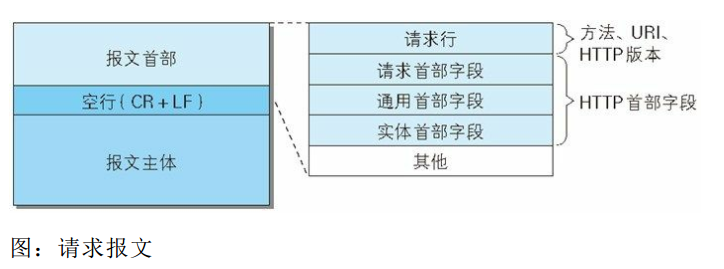 报文首部
空行(CR+LF)
报文主体
请求行
请求首部字段
通用首部字段
实体首部字段
其他
方法、URI、
HTTP版本
HTTP首部字段
图：请求报文